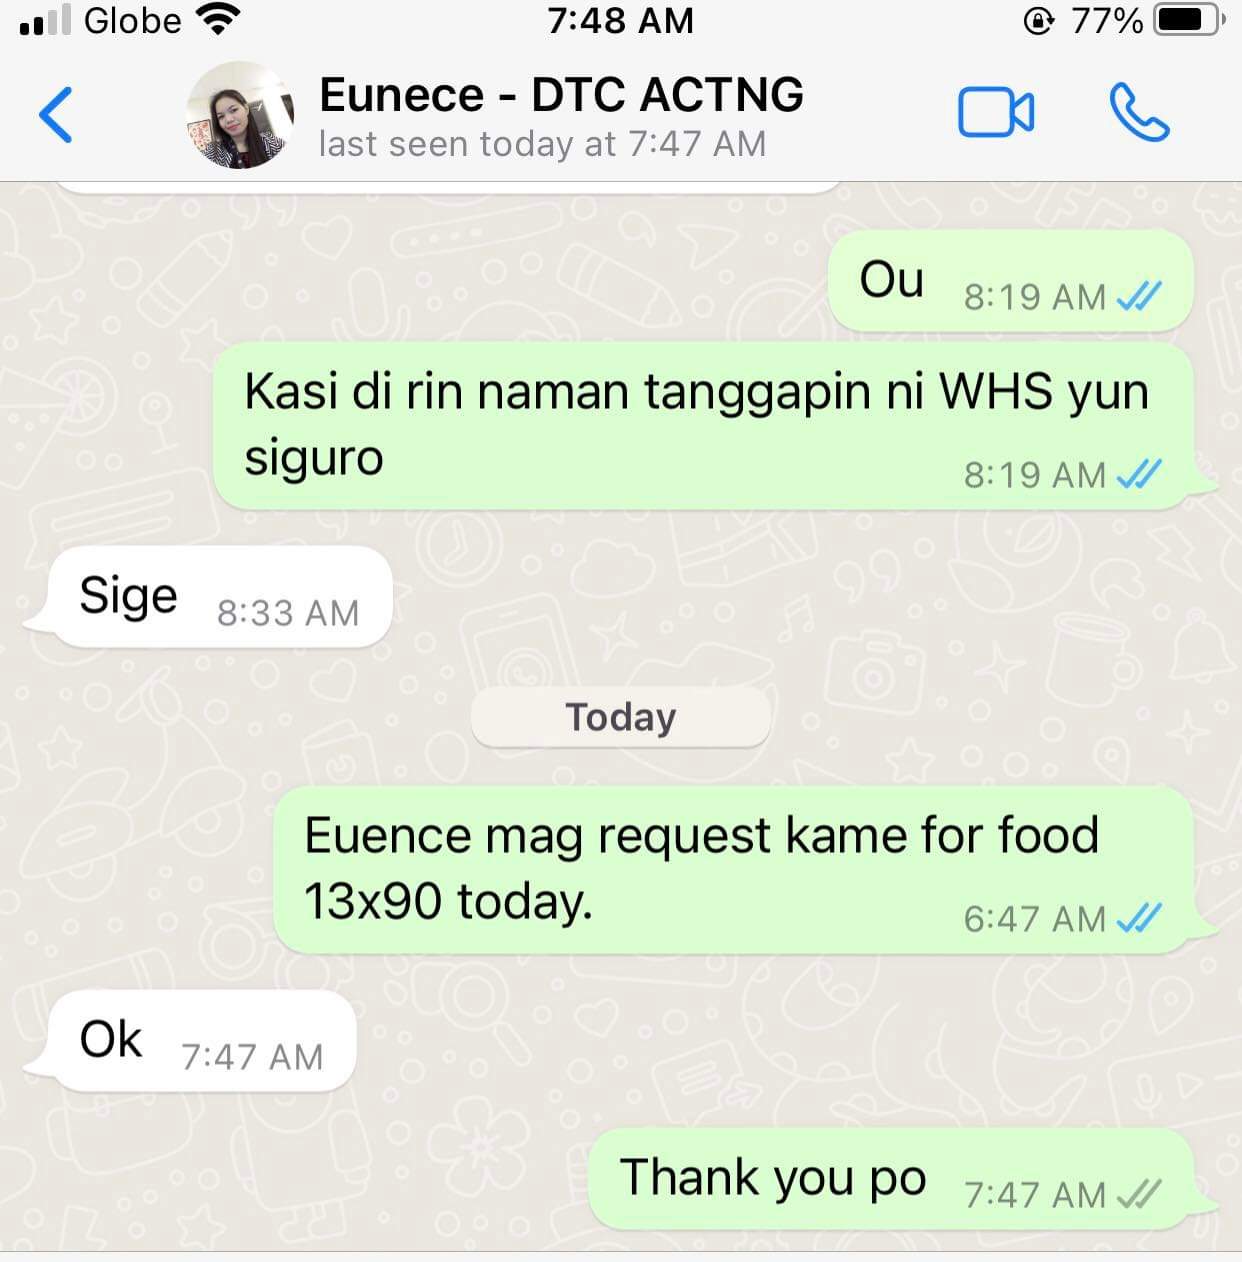 Globe 7:48 AM 77%
Eunece - DTC ACTNG
last seen today at 7:47 AM
Ou 8:19 AM
Kasi di rin naman tanggapin ni WHS yun
siguro 8:19 AM
Sige 8:33 AM
Today
Euence mag request kame for food
13x90 today. 6:47 AM
Ok 7:47 AM
Thank you po 7:47 AM